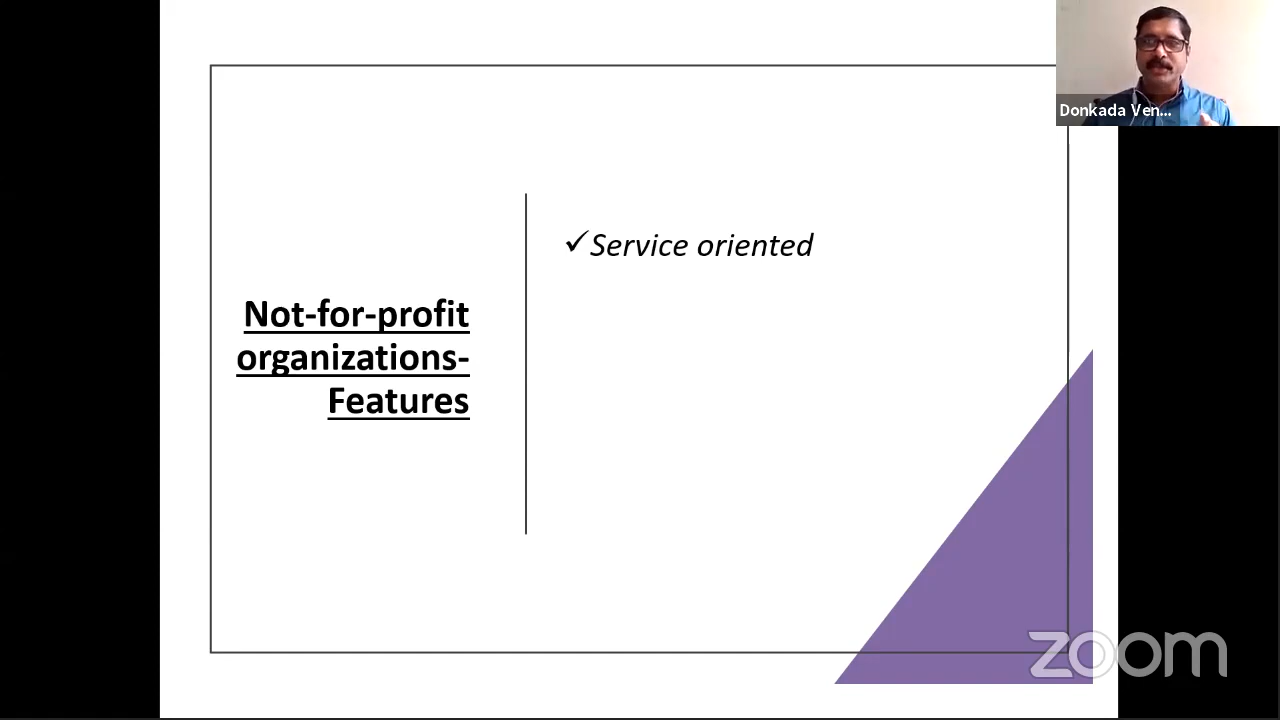 Donkada Ven...
✓Service oriented
Not-for-profit
organizations-
Features
zoom